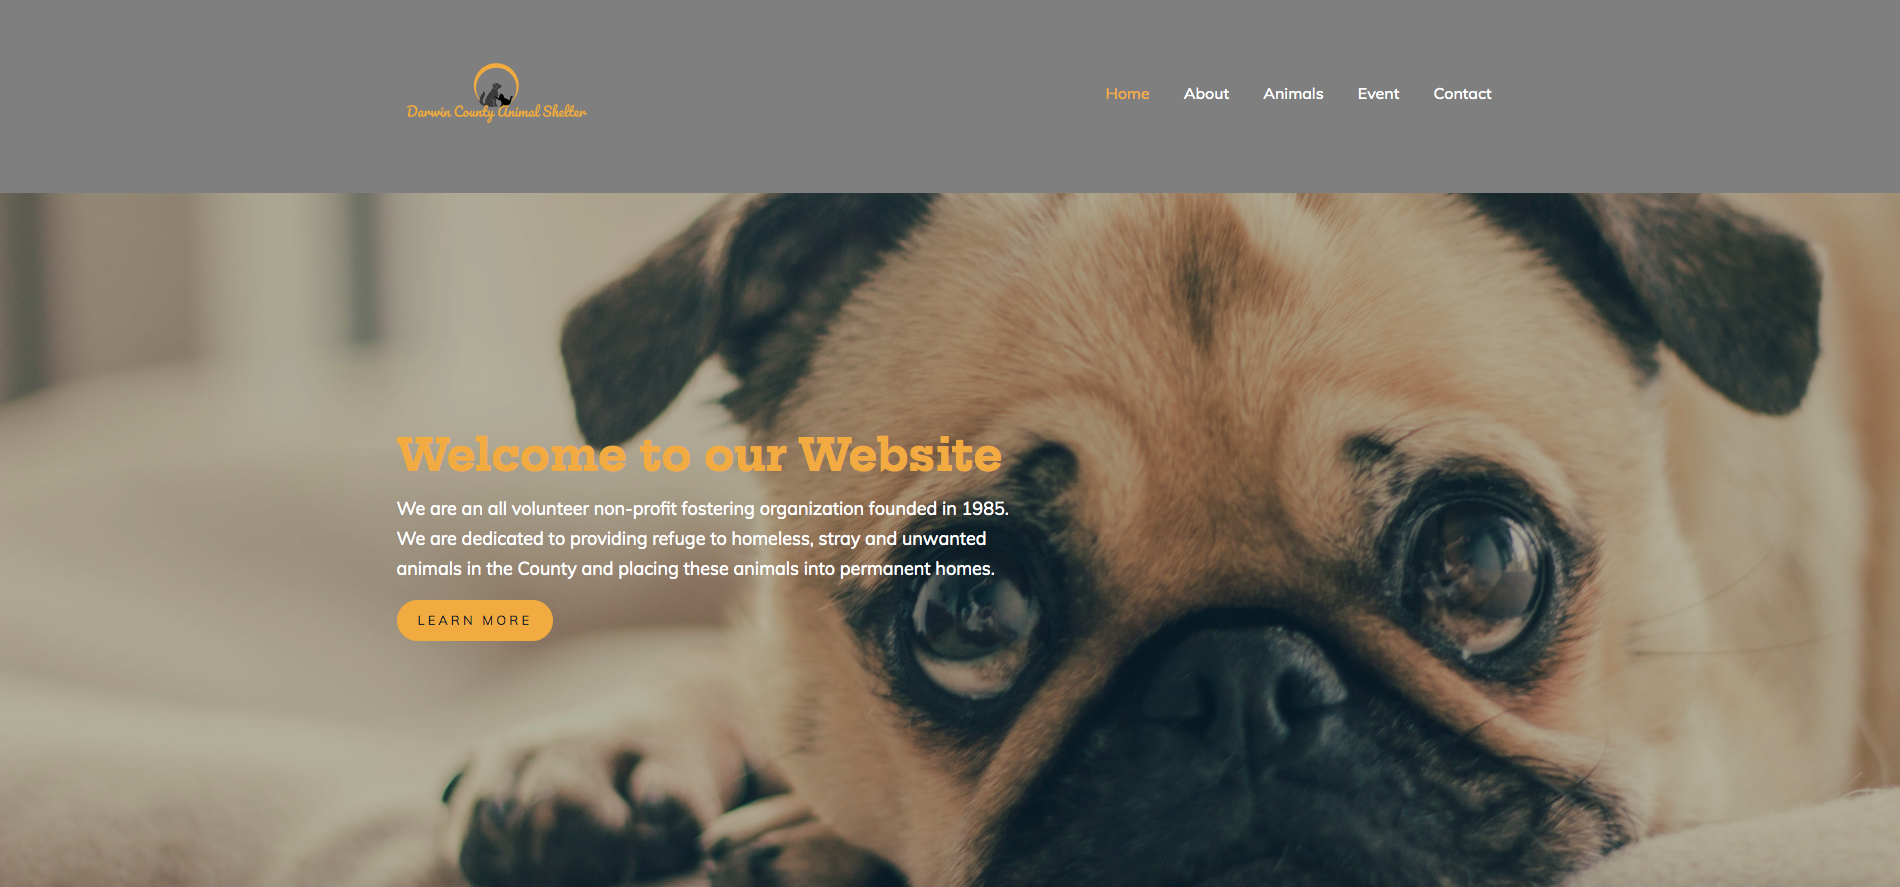 Darwin County Animal Shelter
Home About Animals Event Contact
Welcome to our Website
We are an all volunteer non-profit fostering organization founded in 1985.
We are dedicated to providing refuge to homeless, stray and unwanted
animals in the County and placing these animals into permanent homes.
LEARN MORE